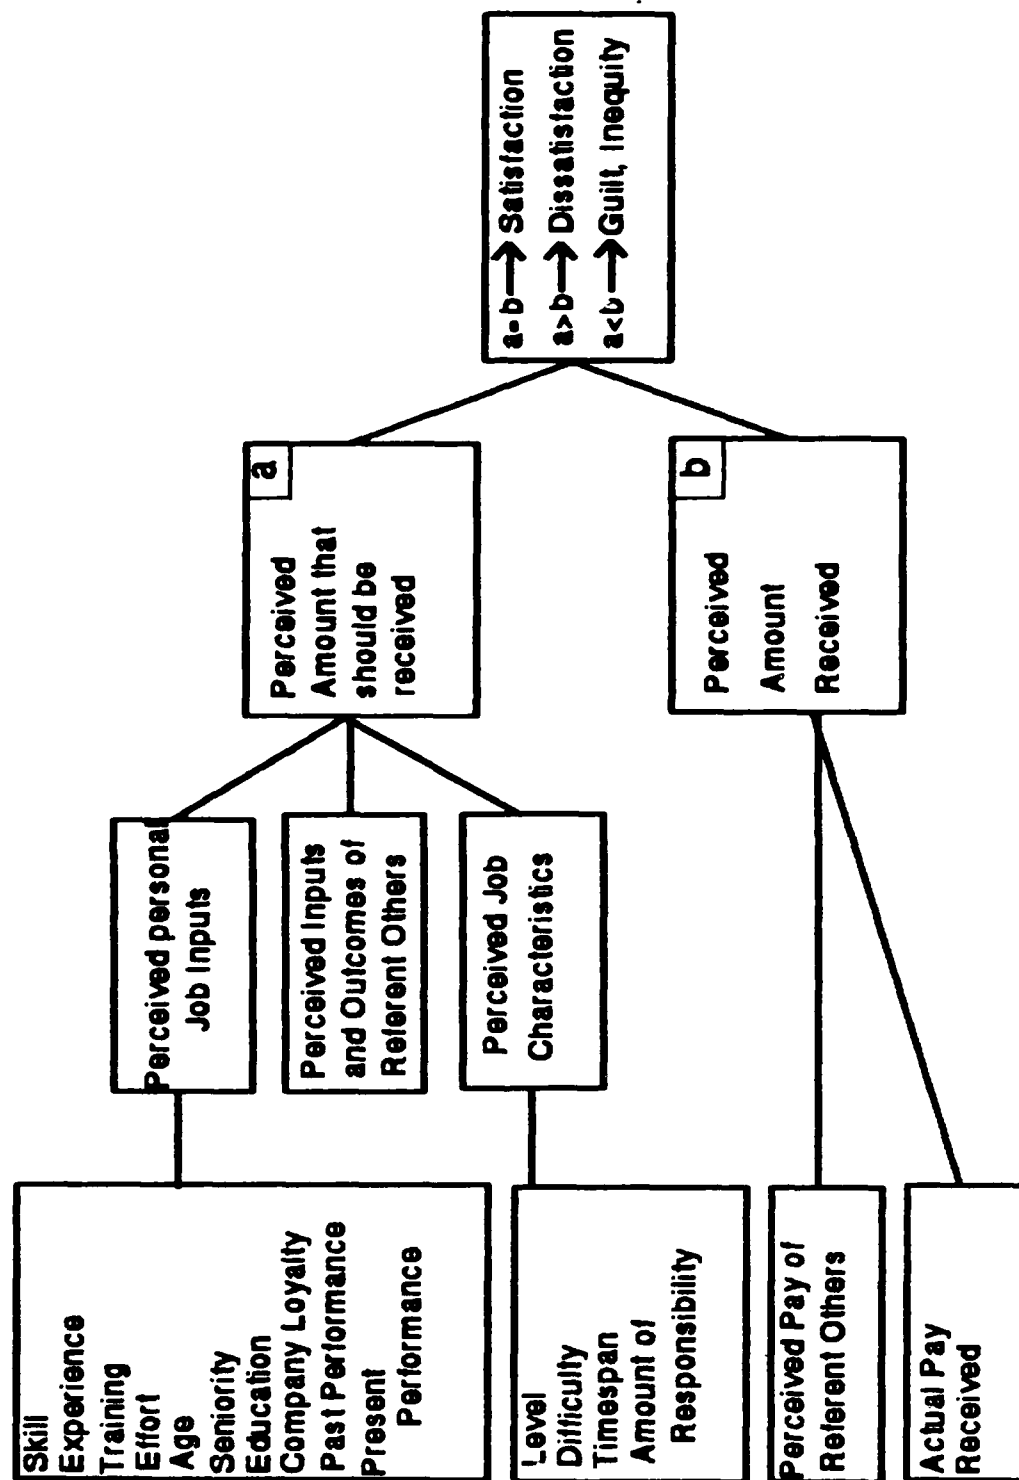 Skill
Experience
Training
Effort
Age
Seniority
Education
Company Loyalty
Past Performance
Present
Performance
Level
Difficulty
Timespan
Amount of
Responsibility
Perceived Pay of
Referent Others
Actual Pay
Received
Perceived personal
Job Inputs
Perceived Inputs
and Outcomes of
Referent Others
Perceived Job
Characteristics
a
Perceived
Amount that
should be
received
b
Perceived
Amount
Received
a=b→Satisfaction
a>b→Dissatisfaction
a<b→Guilt, Inequity